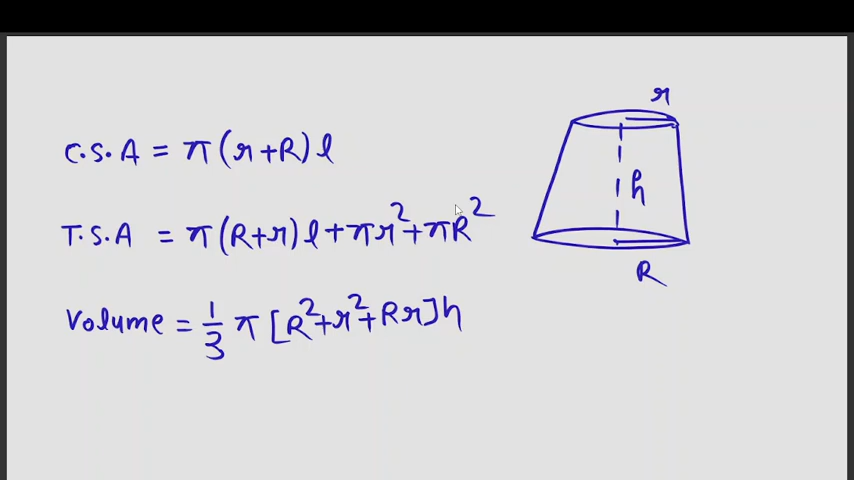 C.S.A = π(r+R)l
T.S.A = π(R+r)l+πr²+πR²
Volume = 1/3 π[R²+r²+Rr]h
r
h
R